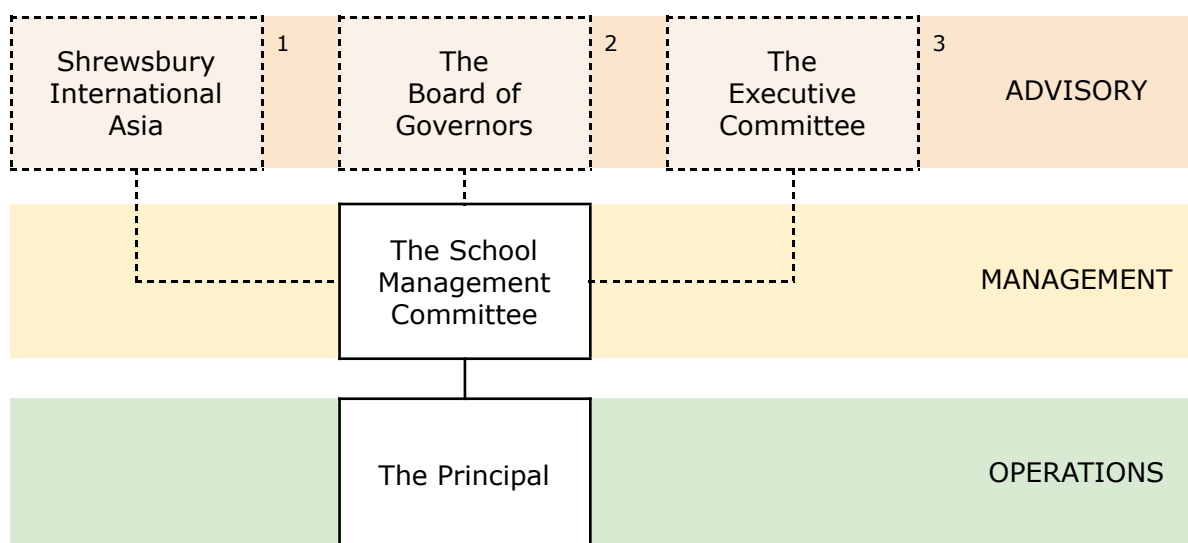 Shrewsbury
International
Asia
1
The
Board of
Governors
2
The
Executive
Committee
3
ADVISORY
The School
Management
Committee
MANAGEMENT
The Principal
OPERATIONS